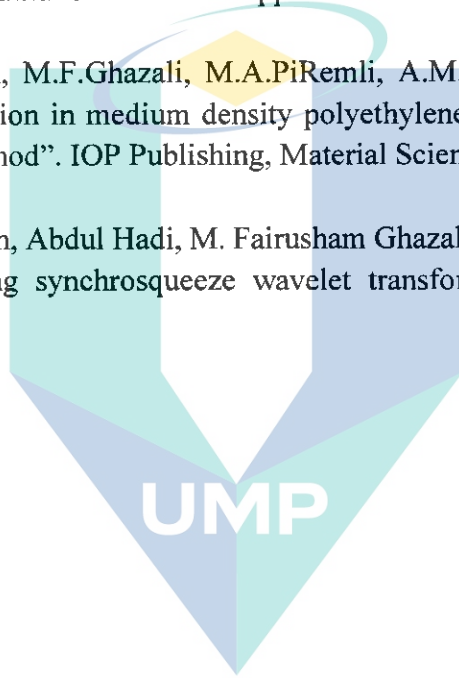 , M.F.Ghazali, M.A.PiRemli, A.M.
ion in medium density polyethylene
nod”. IOP Publishing, Material Scien
n, Abdul Hadi, M. Fairusham Ghazal
ng synchrosqueeze wavelet transfor
UMP